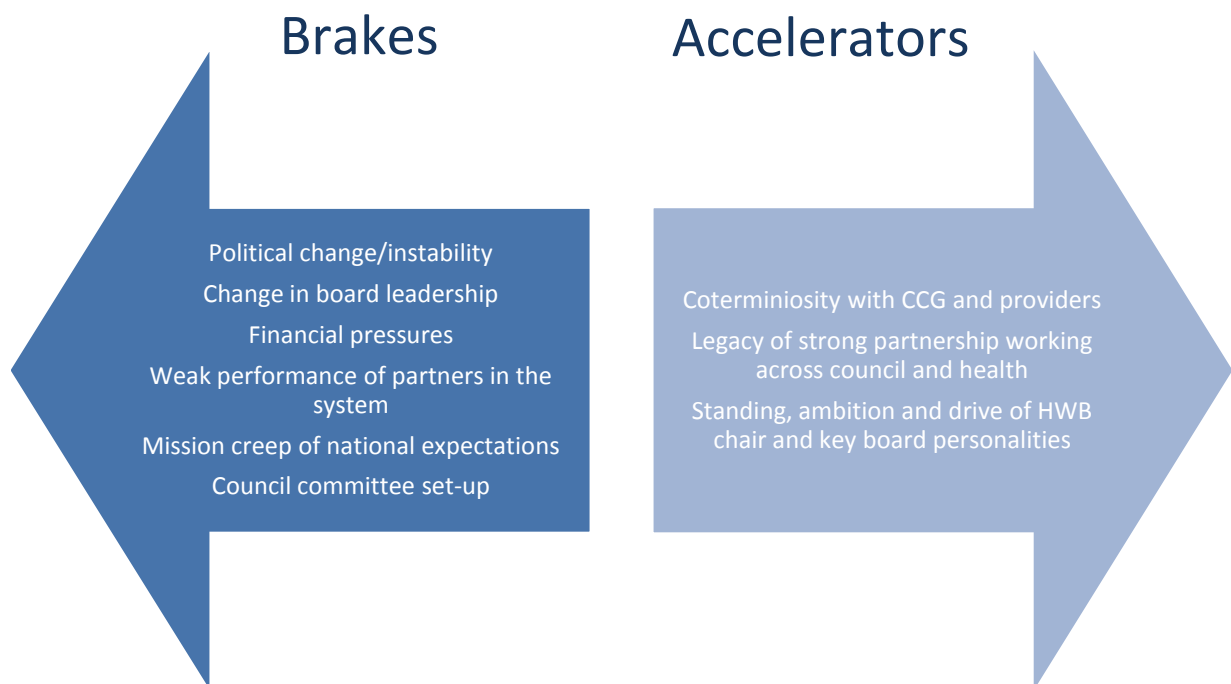 Brakes
Political change/instability
Change in board leadership
Financial pressures
Weak performance of partners in the
system
Mission creep of national expectations
Council committee set-up
Accelerators
Coterminiosity with CCG and providers
Legacy of strong partnership working
across council and health
Standing, ambition and drive of HWB
chair and key board personalities